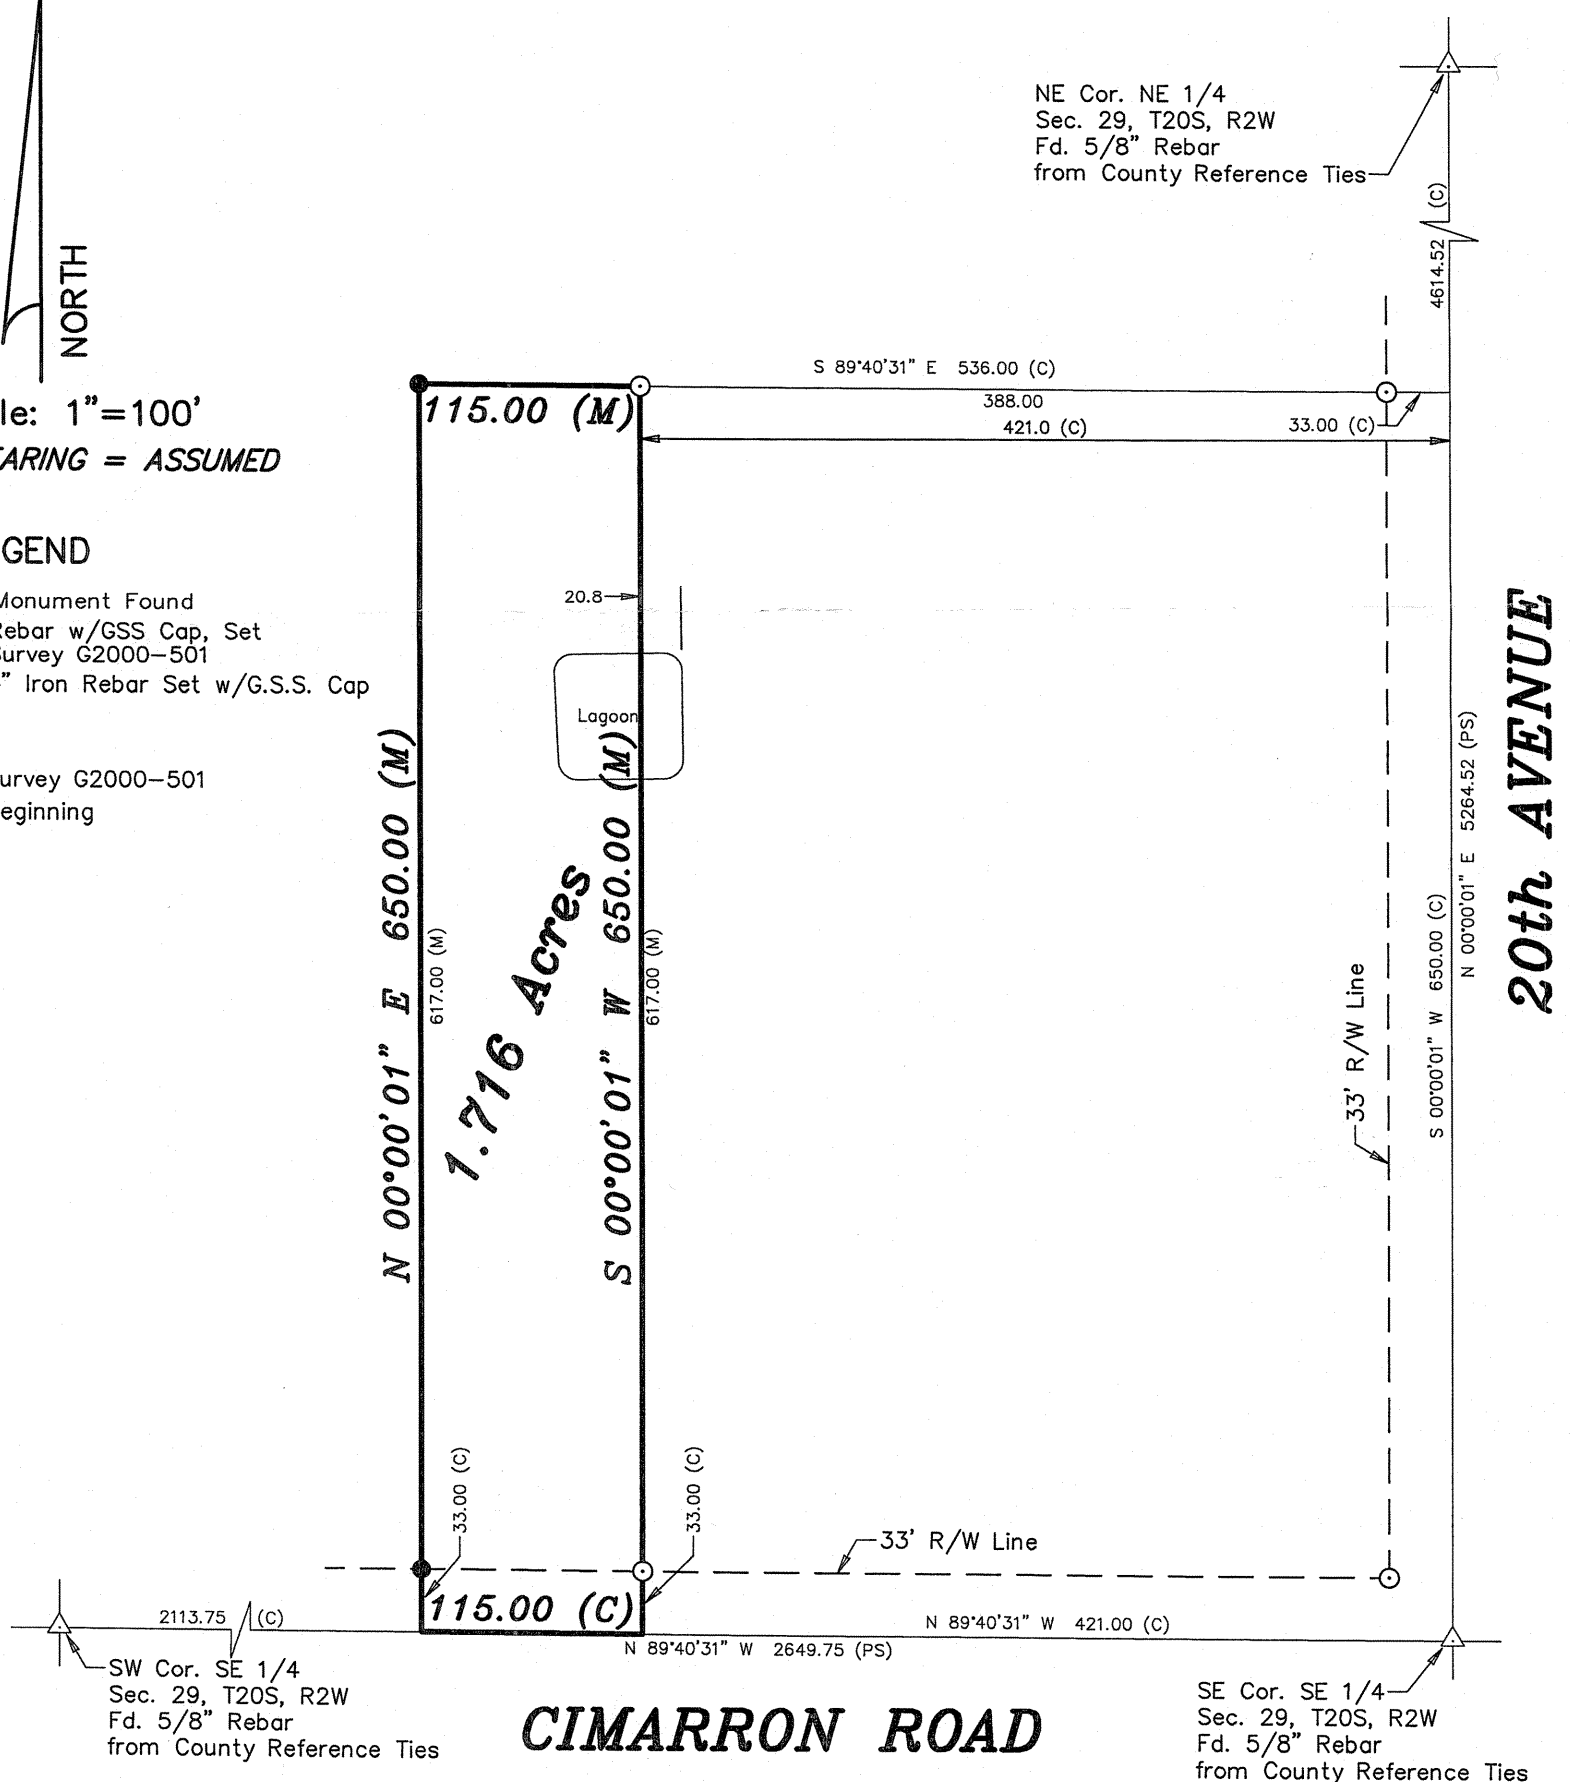 NE Cor. NE 1/4
Sec. 29, T20S, R2W
Fd. 5/8" Rebar
from County Reference Ties
4614.52 (C)
NORTH
S 89°40'31" E 536.00 (C)
388.00
421.0 (C)
33.00 (C)
115.00 (M)
le: 1"=100'
EARING = ASSUMED
GEND
Monument Found
Rebar w/GSS Cap, Set
Survey G2000-501
" Iron Rebar Set w/G.S.S. Cap
urvey G2000-501
eginning
20.8
Lagoon
N 00°00'01" E 650.00 (M)
617.00 (M)
1.716 Acres
S 00°00'01" W 650.00 (M)
617.00 (M)
33' R/W Line
S 00°00'01" W 650.00 (C)
N 00°00'01" E 5264.52 (PS)
20th AVENUE
33.00 (C)
33.00 (C)
33' R/W Line
115.00 (C)
2113.75 (C)
N 89°40'31" W 421.00 (C)
N 89°40'31" W 2649.75 (PS)
SW Cor. SE 1/4
Sec. 29, T20S, R2W
Fd. 5/8" Rebar
from County Reference Ties
CIMARRON ROAD
SE Cor. SE 1/4
Sec. 29, T20S, R2W
Fd. 5/8" Rebar
from County Reference Ties